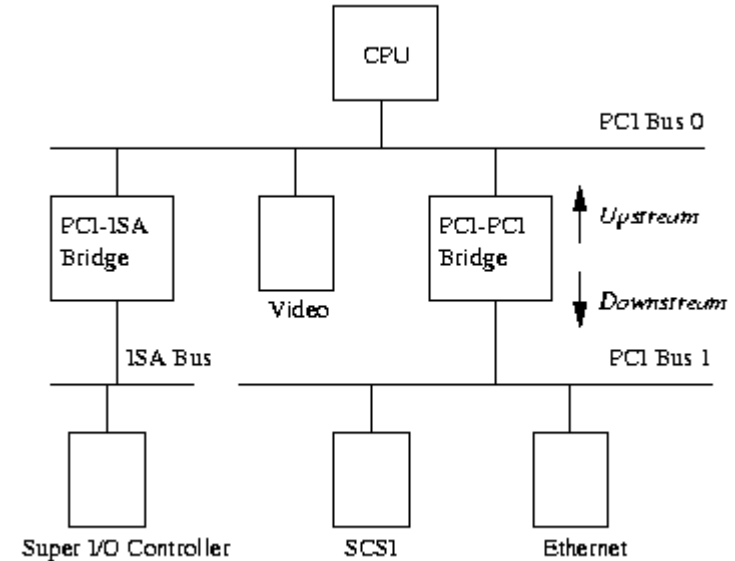 CPU
PCI Bus 0
PCI-ISA
Bridge
Video
PCI-PCI
Bridge
Upstream
Downstream
ISA Bus
PCI Bus 1
Super I/O Controller
SCSI
Ethernet